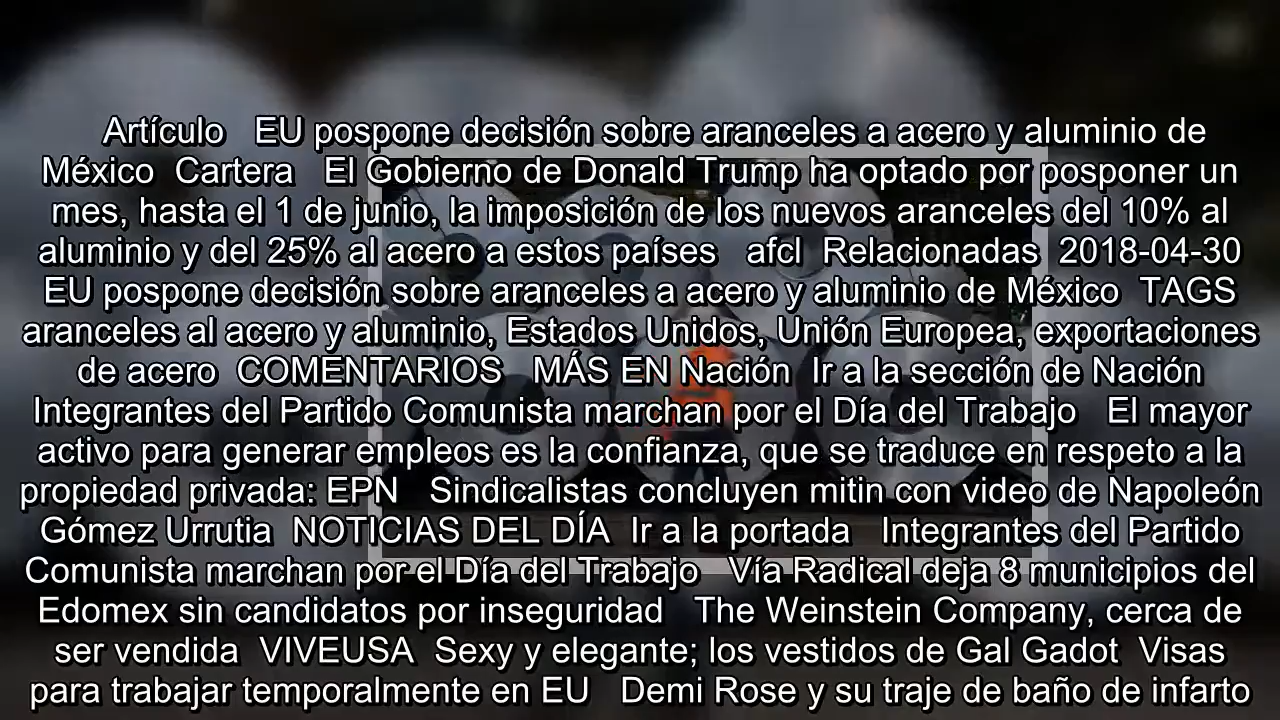 Artículo EU pospone decisión sobre aranceles a acero y aluminio de
México Cartera El Gobierno de Donald Trump ha optado por posponer un
mes, hasta el 1 de junio, la imposición de los nuevos aranceles del 10% al
aluminio y del 25% al acero a estos países afcl Relacionadas 2018-04-30
EU pospone decisión sobre aranceles a acero y aluminio de México TAGS
aranceles al acero y aluminio, Estados Unidos, Unión Europea, exportaciones
de acero COMENTARIOS MÁS EN Nación Ir a la sección de Nación
Integrantes del Partido Comunista marchan por el Día del Trabajo El mayor
activo para generar empleos es la confianza, que se traduce en respeto a la
propiedad privada: EPN Sindicalistas concluyen mitin con video de Napoleón
Gómez Urrutia NOTICIAS DEL DÍA Ir a la portada Integrantes del Partido
Comunista marchan por el Día del Trabajo Vía Radical deja 8 municipios del
Edomex sin candidatos por inseguridad The Weinstein Company, cerca de
ser vendida VIVEUSA Sexy y elegante; los vestidos de Gal Gadot Visas
para trabajar temporalmente en EU Demi Rose y su traje de baño de infarto